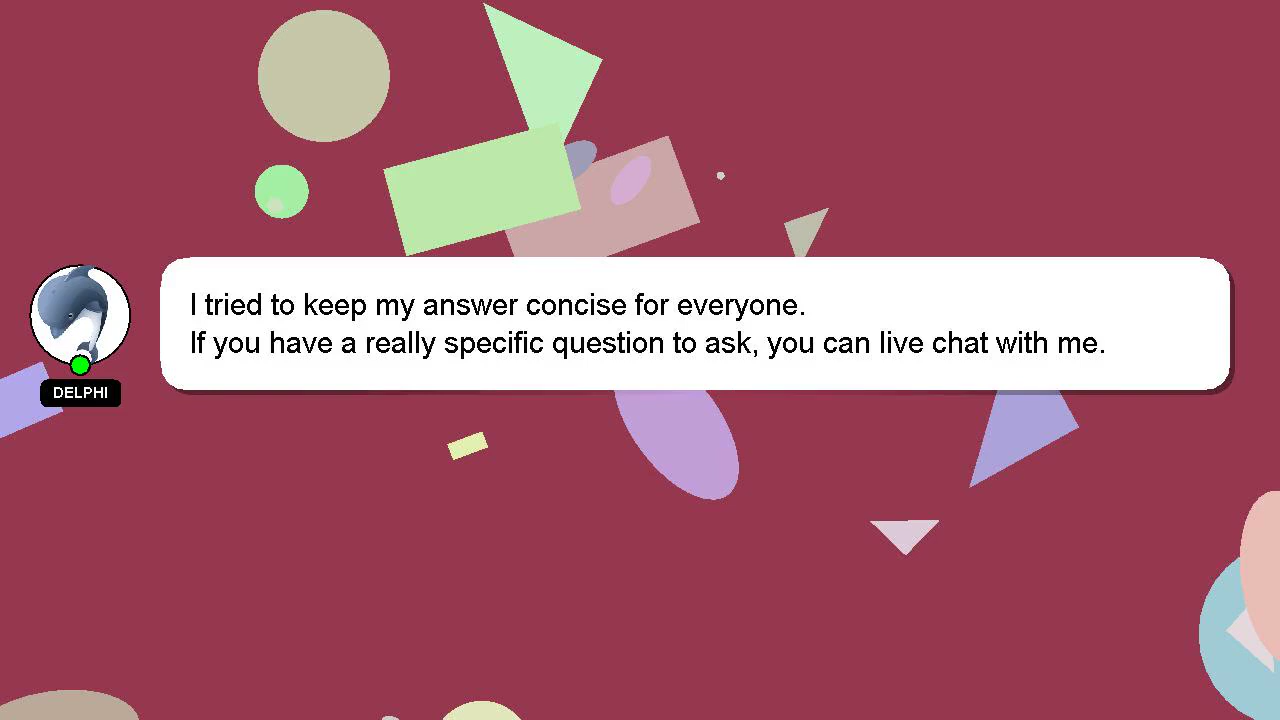 I tried to keep my answer concise for everyone.
If you have a really specific question to ask, you can live chat with me.
DELPHI